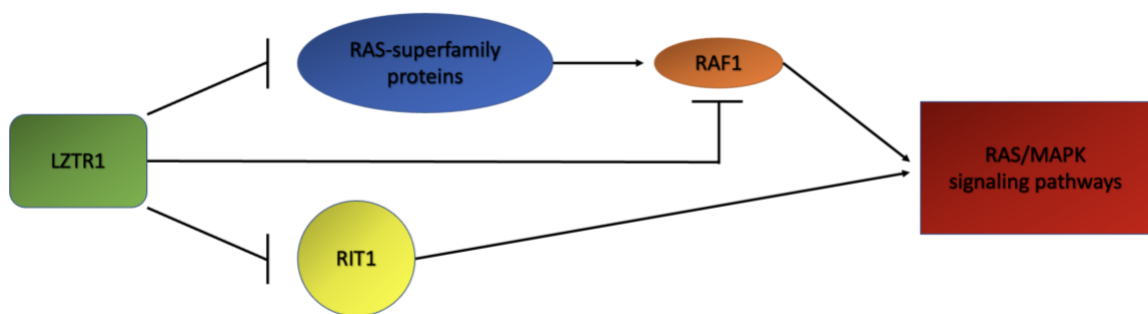 RAS-superfamily
proteins
RAF1
LZTR1
RAS/MAPK
signaling pathways
RIT1